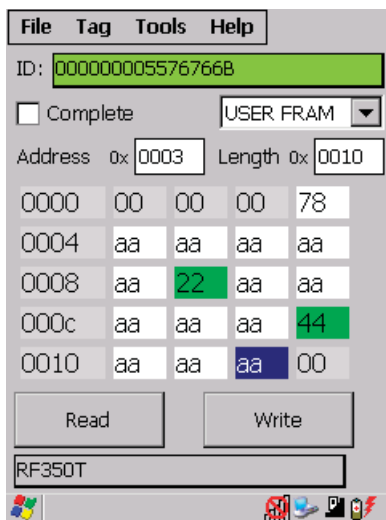 File Tag Tools Help
ID: 000000005576766B
Complete USER FRAM
Address 0x 0003 Length 0x 0010
0000 00 00 00 78
0004 aa aa aa aa
0008 aa 22 aa aa
000c aa aa aa 44
0010 aa aa aa 00
Read Write
RF350T